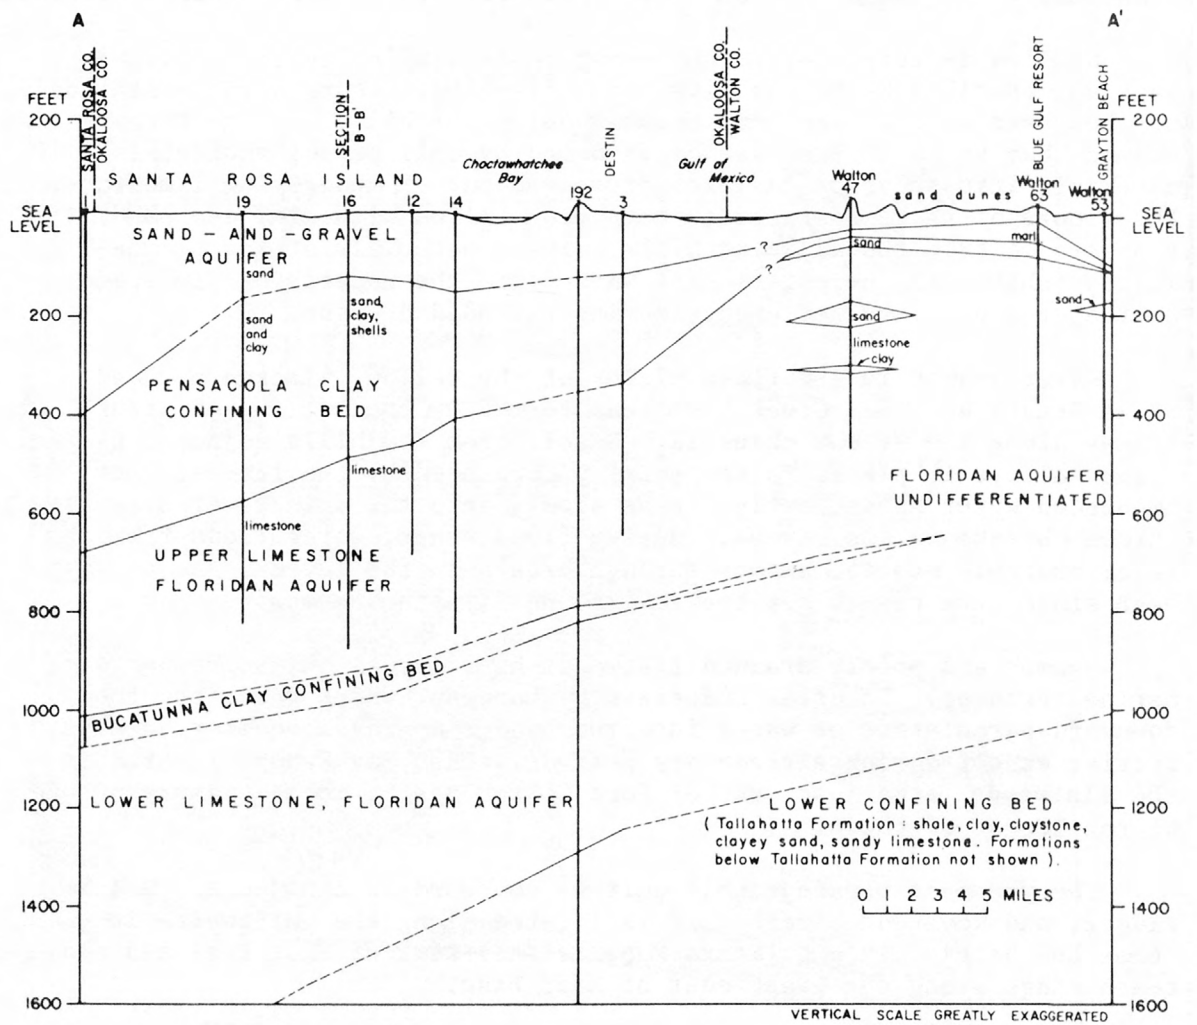 A
A'
SANTA ROSA CO.
OKALOOSA CO.
SECTION
B-B'
DESTIN
OKALOOSA CO.
WALTON CO.
BLUE GULF RESORT
GRAYTON BEACH
FEET
FEET
200
200
Choctawhatchee
Bay
Gulf of
Mexico
SANTA ROSA ISLAND
Walton
47
sand dunes
Walton
63
Walton
53
19
16
12
14
192
3
SEA
LEVEL
SEA
LEVEL
SAND-AND-GRAVEL
AQUIFER
sand
?
?
sand
marl
sand
and
clay
sand,
clay,
shells
200
200
sand
sand
limestone
clay
PENSACOLA CLAY
CONFINING BED
400
400
limestone
FLORIDAN AQUIFER
UNDIFFERENTIATED
600
600
limestone
UPPER LIMESTONE
FLORIDAN AQUIFER
800
800
BUCATUNNA CLAY CONFINING BED
1000
1000
LOWER LIMESTONE, FLORIDAN AQUIFER
LOWER CONFINING BED
(Tallahatta Formation: shale, clay, claystone,
clayey sand, sandy limestone. Formations
below Tallahatta Formation not shown).
1200
1200
0 1 2 3 4 5 MILES
1400
1400
1600
1600
VERTICAL SCALE GREATLY EXAGGERATED